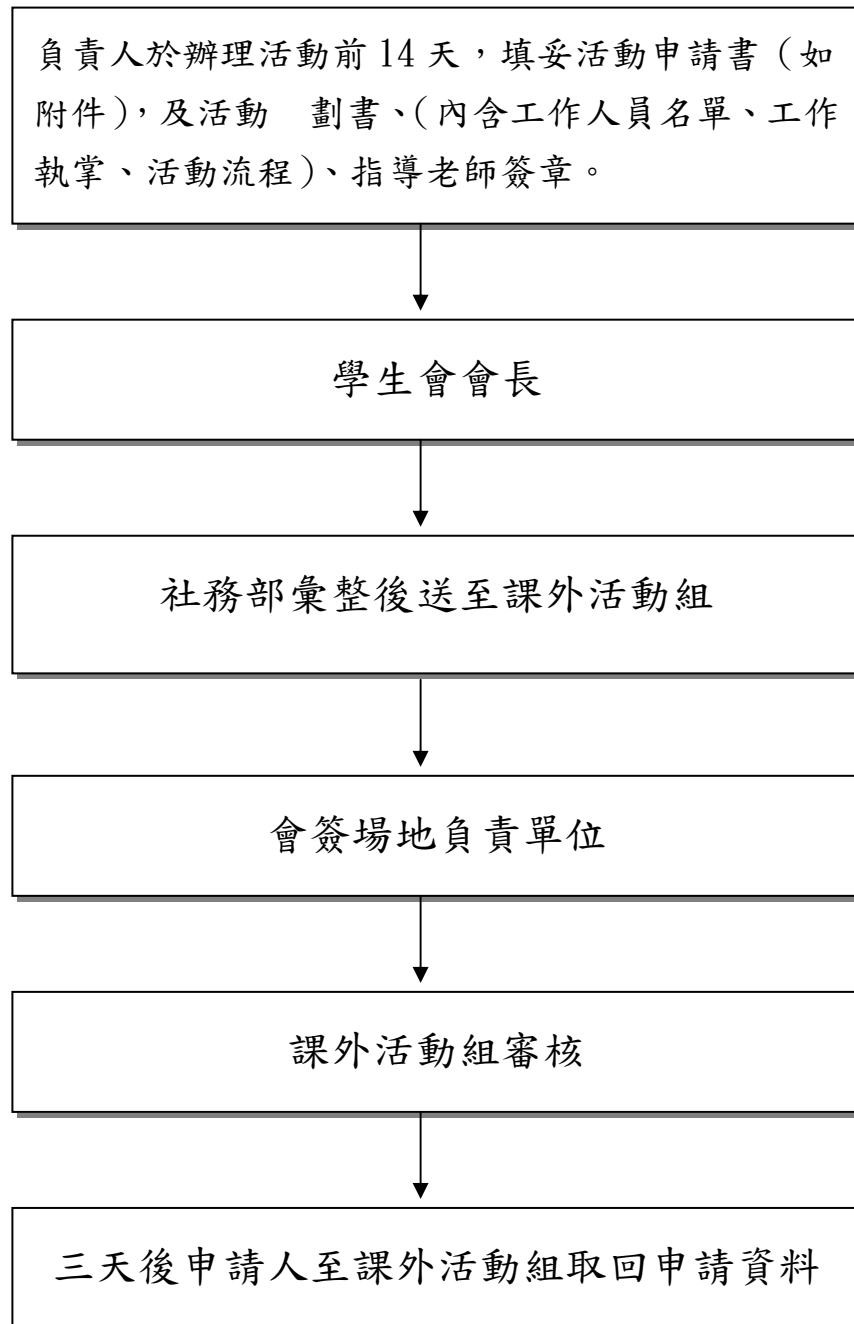 負責人於辦理活動前 14 天，填妥活動申請書（如
附件），及活動　劃書、（內含工作人員名單、工作
執掌、活動流程）、指導老師簽章。
學生會會長
社務部彙整後送至課外活動組
會簽場地負責單位
課外活動組審核
三天後申請人至課外活動組取回申請資料